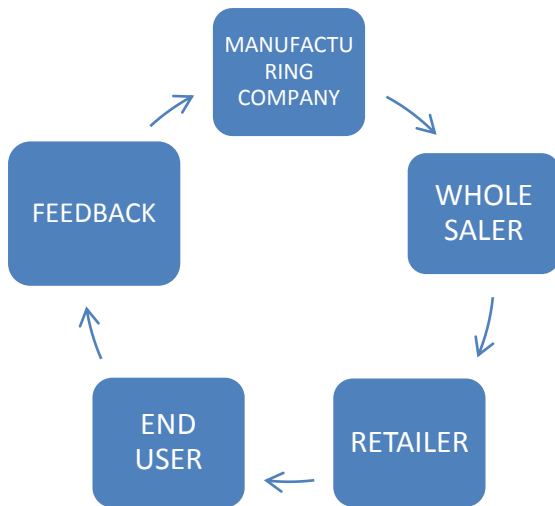 MANUFACTU
RING
COMPANY
WHOLE
SALER
RETAILER
END
USER
FEEDBACK